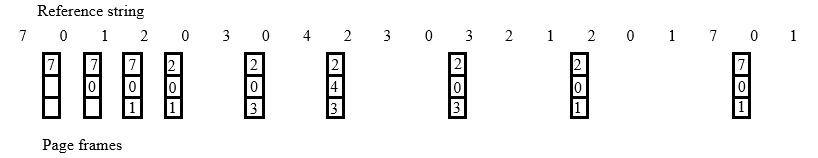 Reference string
7 0 1 2 0 3 0 4 2 3 0 3 2 1 2 0 1 7 0 1
7 7 7 2 2 2 2 2 7
0 0 0 0 4 0 0 0
1 1 3 3 3 1 1
Page frames